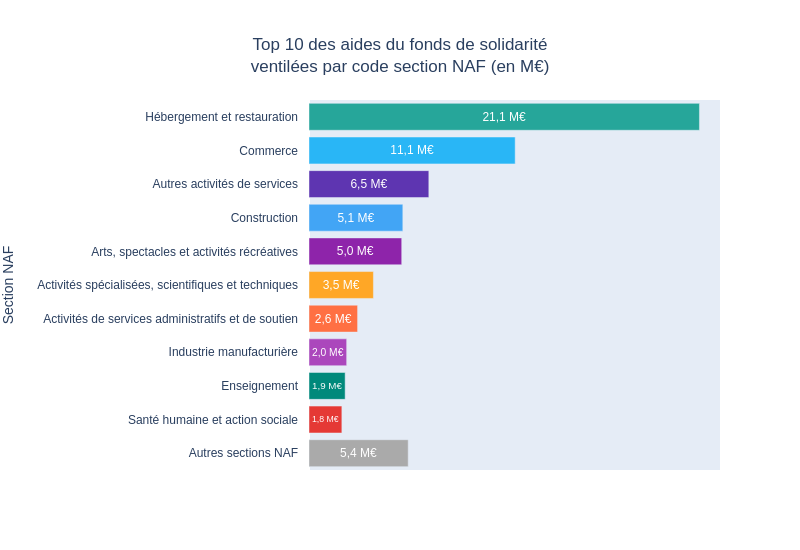 Top 10 des aides du fonds de solidarité
ventilées par code section NAF (en M€)
Section NAF
Hébergement et restauration 21,1 M€
Commerce 11,1 M€
Autres activités de services 6,5 M€
Construction 5,1 M€
Arts, spectacles et activités récréatives 5,0 M€
Activités spécialisées, scientifiques et techniques 3,5 M€
Activités de services administratifs et de soutien 2,6 M€
Industrie manufacturière 2,0 M€
Enseignement 1,9 M€
Santé humaine et action sociale 1,8 M€
Autres sections NAF 5,4 M€